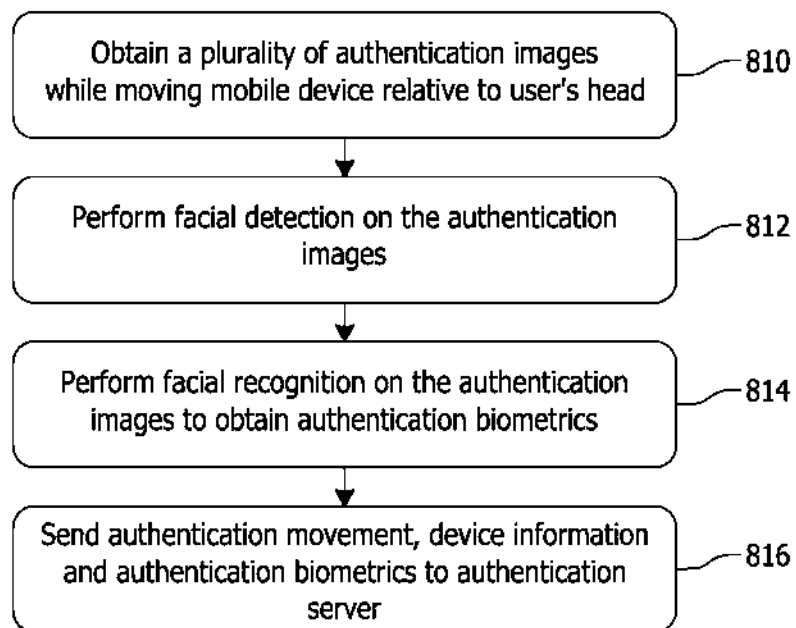 Obtain a plurality of authentication images
while moving mobile device relative to user's head
810
Perform facial detection on the authentication
images
812
Perform facial recognition on the authentication
images to obtain authentication biometrics
814
Send authentication movement, device information
and authentication biometrics to authentication
server
816